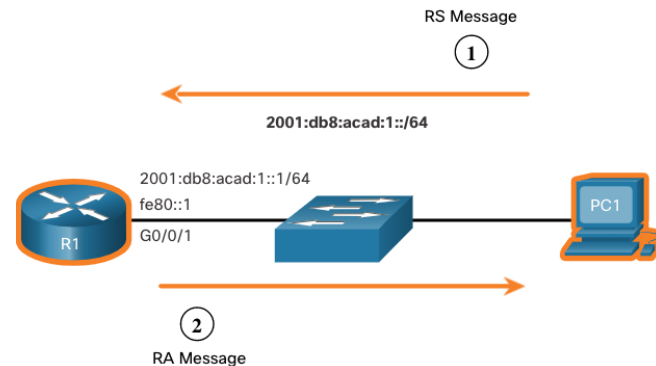 RS Message
1
2001:db8:acad:1::/64
2001:db8:acad:1::1/64
fe80::1
G0/0/1
R1
PC1
2
RA Message